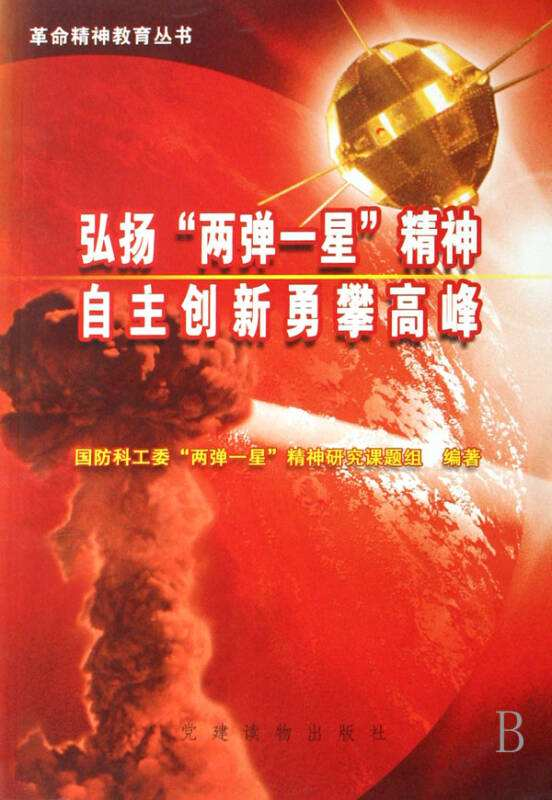 革命精神教育丛书
弘扬“两弹一星”精神
自主创新勇攀高峰
国防科工委“两弹一星”精神研究课题组 编著
党建读物出版社
B